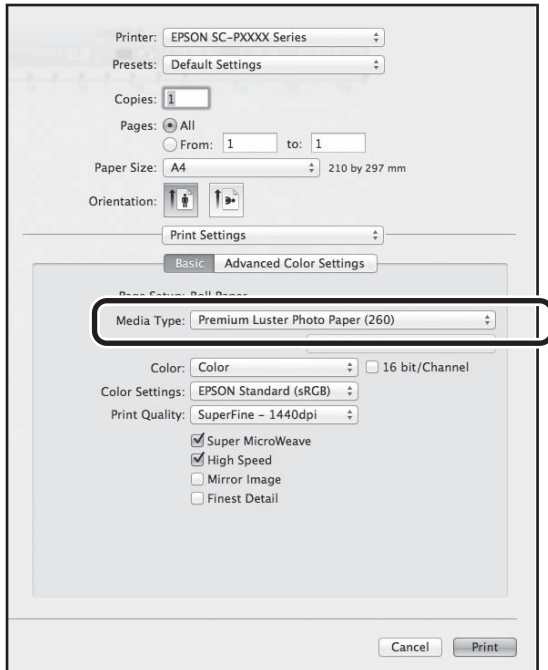 Printer: EPSON SC-PXXXX Series
Presets: Default Settings
Copies: 1
Pages: All
From: 1 to: 1
Paper Size: A4 210 by 297 mm
Orientation:
Print Settings
Basic Advanced Color Settings
Page Setup: Roll Paper
Media Type: Premium Luster Photo Paper (260)
Color: Color 16 bit/Channel
Color Settings: EPSON Standard (sRGB)
Print Quality: SuperFine – 1440dpi
Super MicroWeave
High Speed
Mirror Image
Finest Detail
Cancel Print